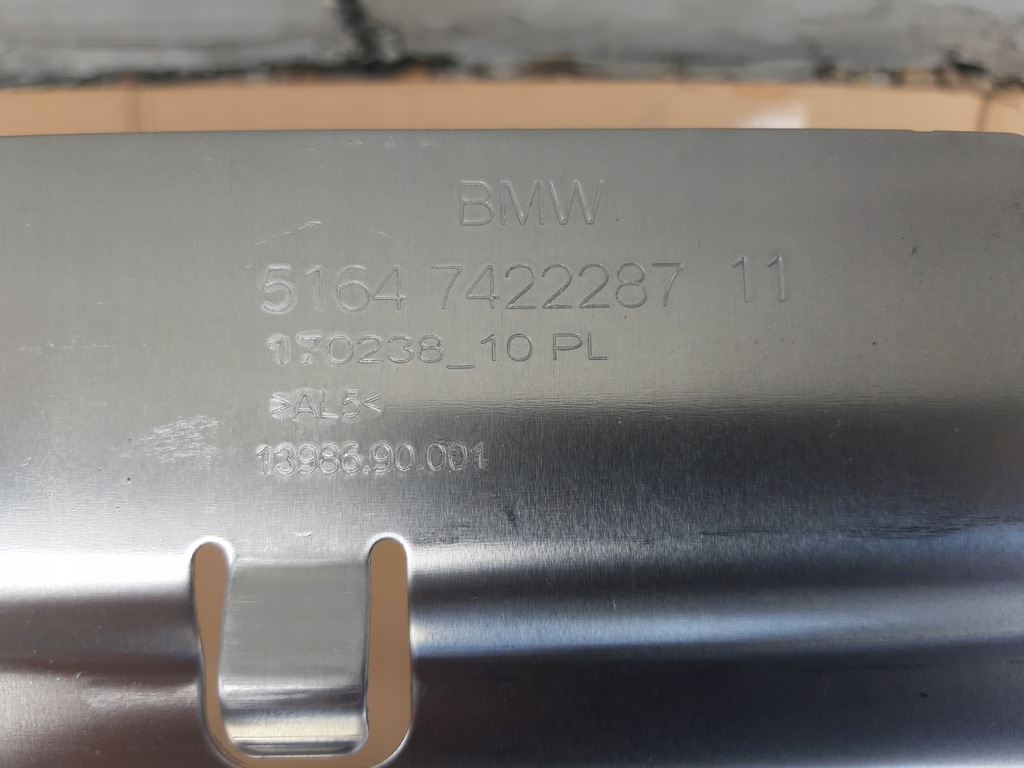 BMW
5164 7422287 11
170238_10 PL
>AL5<
13986.90.001